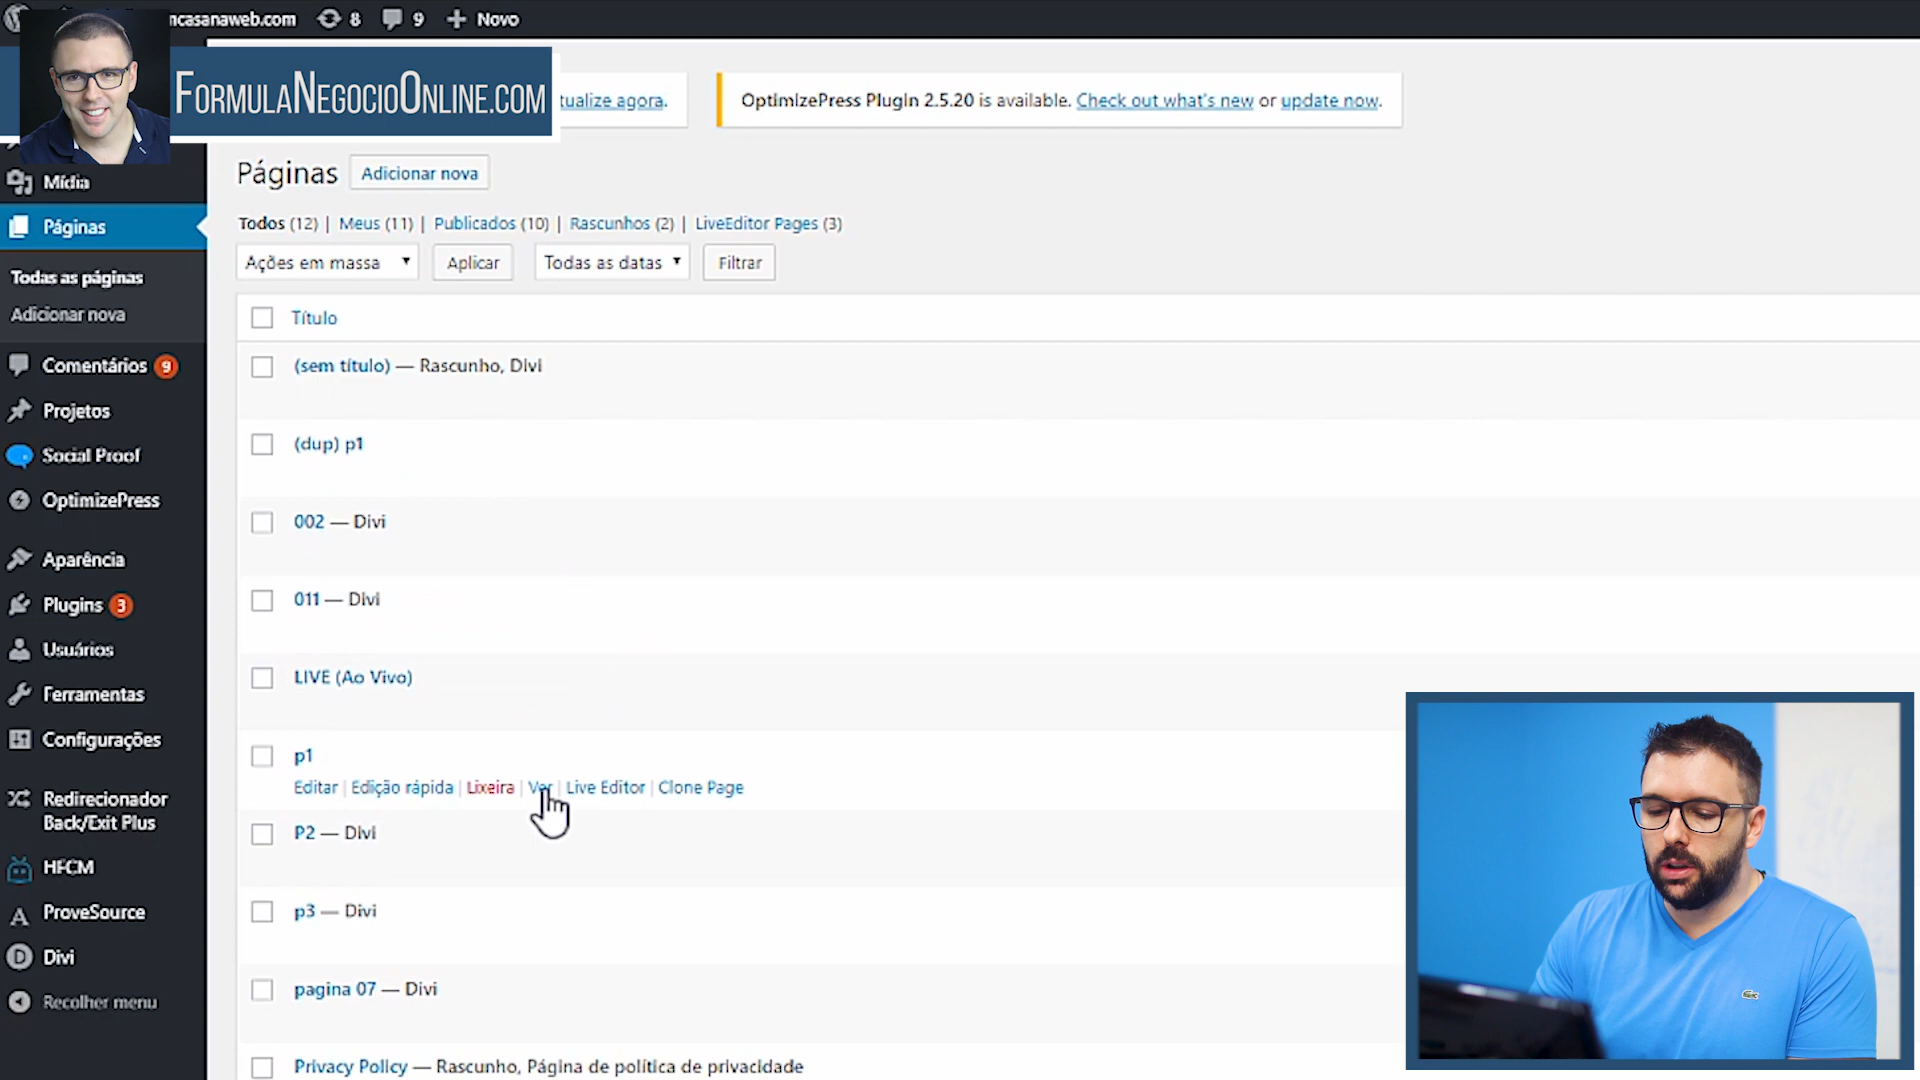 ncasanaweb.com 8 9 + Novo
FORMULANEGOCIOONLINE.COM
tualize agora.
OptimizePress Plugin 2.5.20 is available. Check out what's new or update now.
Páginas Adicionar nova
Todos (12) | Meus (11) | Publicados (10) | Rascunhos (2) | LiveEditor Pages (3)
Ações em massa Aplicar Todas as datas Filtrar
Título
(sem título) — Rascunho, Divi
(dup) p1
002 — Divi
011 — Divi
LIVE (Ao Vivo)
p1
Editar | Edição rápida | Lixeira | Ver | Live Editor | Clone Page
P2 — Divi
p3 — Divi
pagina 07 — Divi
Privacy Policy — Rascunho, Página de política de privacidade
Mídia
Páginas
Todas as páginas
Adicionar nova
Comentários 9
Projetos
Social Proof
OptimizePress
Aparência
Plugins 3
Usuários
Ferramentas
Configurações
Redirecionador
Back/Exit Plus
HFCM
ProveSource
Divi
Recolher menu